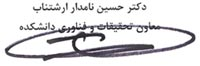 دکتر حسین نامدار ارشتناب
معاون تحقیقات و فناوری دانشکده